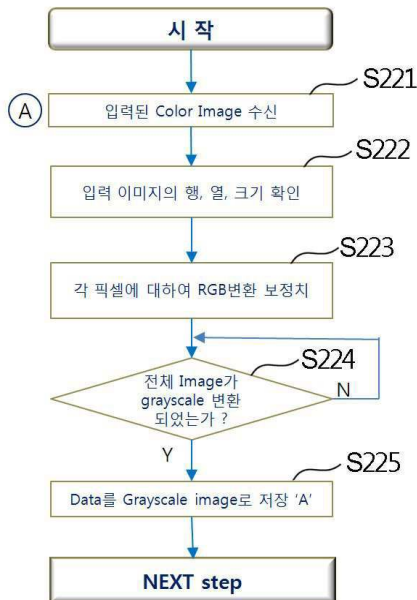 시 작
S221
A
입력된 Color Image 수신
S222
입력 이미지의 행, 열, 크기 확인
S223
각 픽셀에 대하여 RGB변환 보정치
S224
전체 Image가
grayscale 변환
되었는가 ?
N
Y
S225
Data를 Grayscale image로 저장 'A'
NEXT step